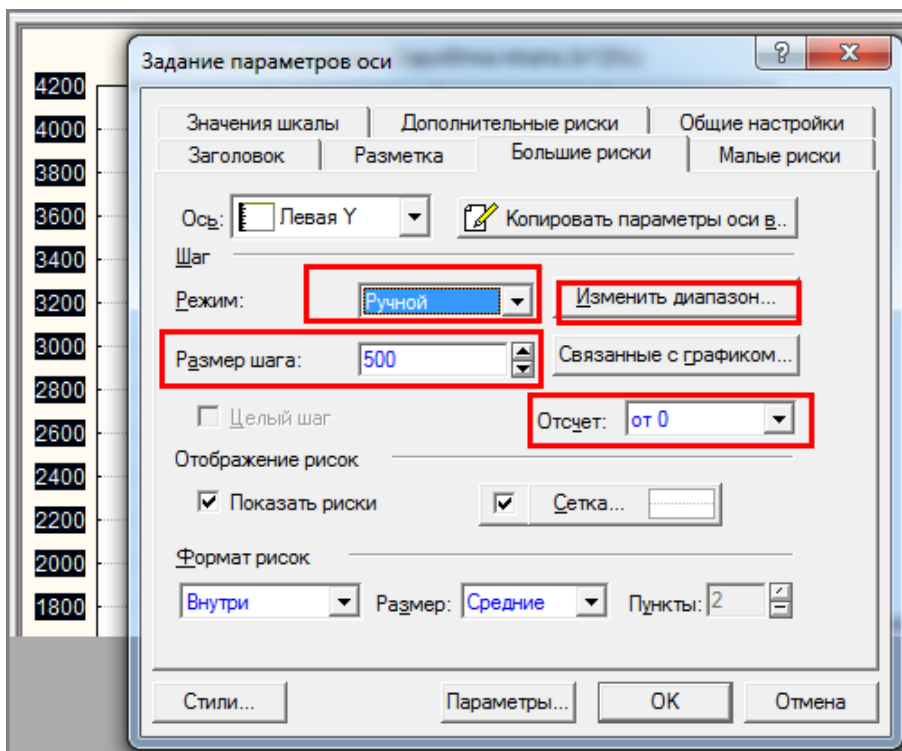 Задание параметров оси
4200
4000
3800
3600
3400
3200
3000
2800
2600
2400
2200
2000
1800
Значения шкалы Дополнительные риски Общие настройки
Заголовок Разметка Большие риски Малые риски
Ось: Левая Y Копировать параметры оси в..
Шаг
Режим: Ручной Изменить диапазон...
Размер шага: 500 Связанные с графиком...
Целый шаг Отсчет: от 0
Отображение рисок
Показать риски Сетка...
Формат рисок
Внутри Размер: Средние Пункты: 2
Стили... Параметры... OK Отмена